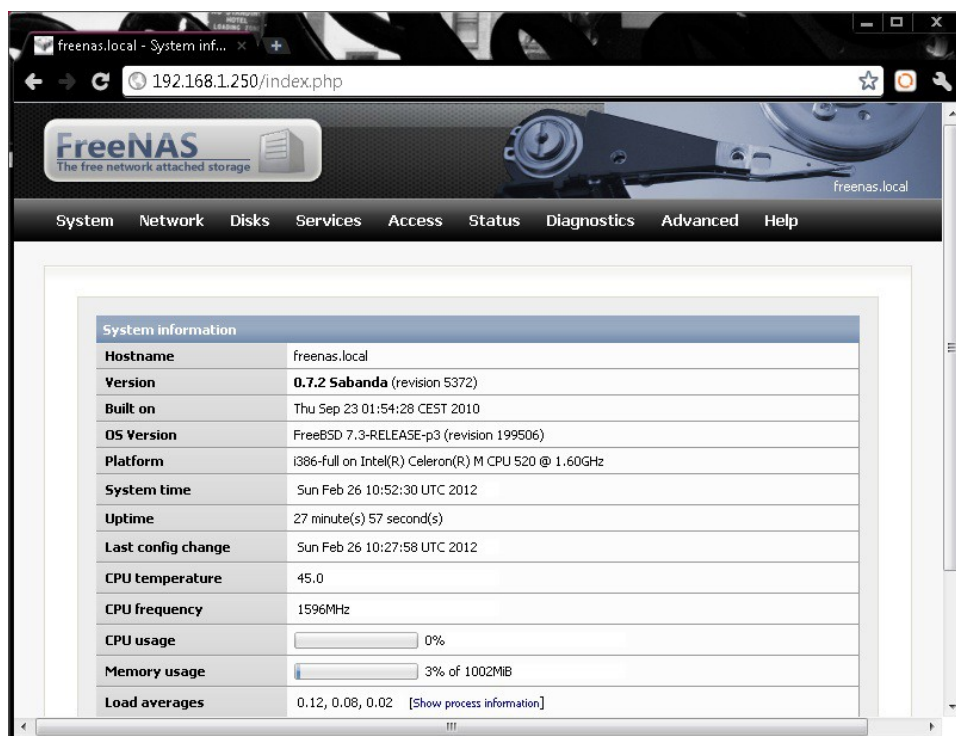 HOTEL
freenas.local - System inf...
192.168.1.250/index.php
FreeNAS
The free network attached storage
freenas.local
System Network Disks Services Access Status Diagnostics Advanced Help
System information
Hostname freenas.local
Version 0.7.2 Sabanda (revision 5372)
Built on Thu Sep 23 01:54:28 CEST 2010
OS Version FreeBSD 7.3-RELEASE-p3 (revision 199506)
Platform i386-full on Intel(R) Celeron(R) M CPU 520 @ 1.60GHz
System time Sun Feb 26 10:52:30 UTC 2012
Uptime 27 minute(s) 57 second(s)
Last config change Sun Feb 26 10:27:58 UTC 2012
CPU temperature 45.0
CPU frequency 1596MHz
CPU usage 0%
Memory usage 3% of 1002MiB
Load averages 0.12, 0.08, 0.02 [Show process information]